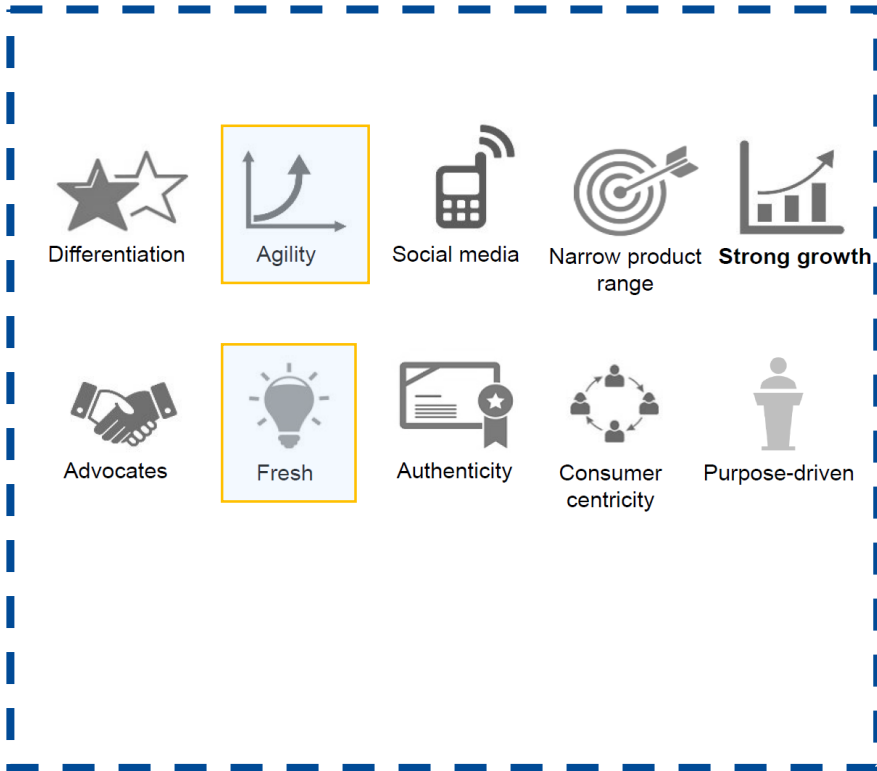 Differentiation
Agility
Social media
Narrow product
range
Strong growth
Advocates
Fresh
Authenticity
Consumer
centricity
Purpose-driven